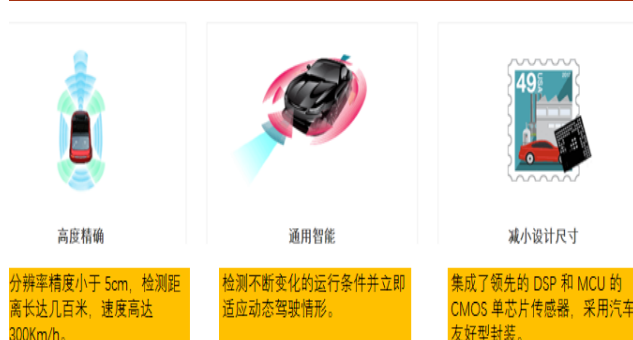 49
USA
高度精确
通用智能
减小设计尺寸
分辨率精度小于 5cm，检测距
离长达几百米，速度高达
300Km/h。
检测不断变化的运行条件并立即
适应动态驾驶情形。
集成了领先的 DSP 和 MCU 的
CMOS 单芯片传感器，采用汽车
友好型封装。